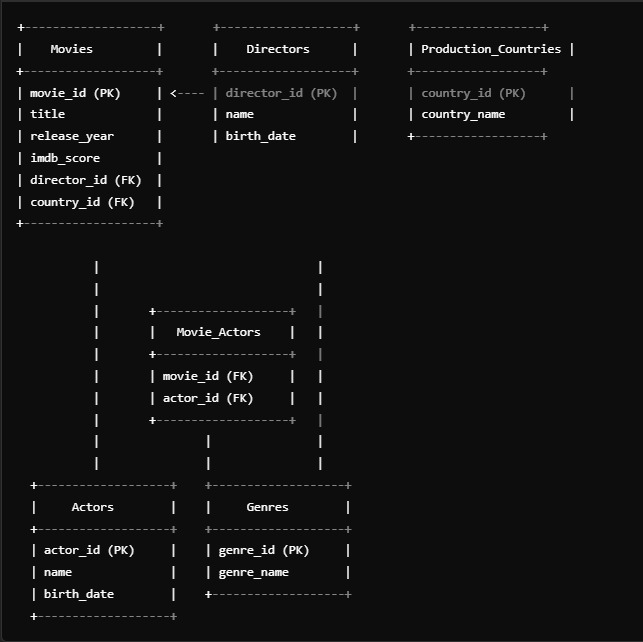 +--------------------+       +--------------------+       +-------------------+
|    Movies          |       |    Directors       |       | Production_Countries |
+--------------------+       +--------------------+       +-------------------+
| movie_id (PK)      | <---- | director_id (PK)   |       | country_id (PK)      |
| title              |       | name               |       | country_name         |
| release_year       |       | birth_date         |       +-------------------+
| imdb_score         |       +--------------------+
| director_id (FK)   |
| country_id (FK)    |
+--------------------+
           |                                |
           |                                |
           |       +-------------------+    |
           |       |   Movie_Actors    |    |
           |       +-------------------+    |
           |       | movie_id (FK)     |    |
           |       | actor_id (FK)     |    |
           |       +-------------------+    |
           |               |                |
           |               |                |
  +--------------------+    +-------------------+
  |     Actors         |    |     Genres        |
  +--------------------+    +-------------------+
  | actor_id (PK)      |    | genre_id (PK)     |
  | name               |    | genre_name        |
  | birth_date         |    +-------------------+
  +--------------------+